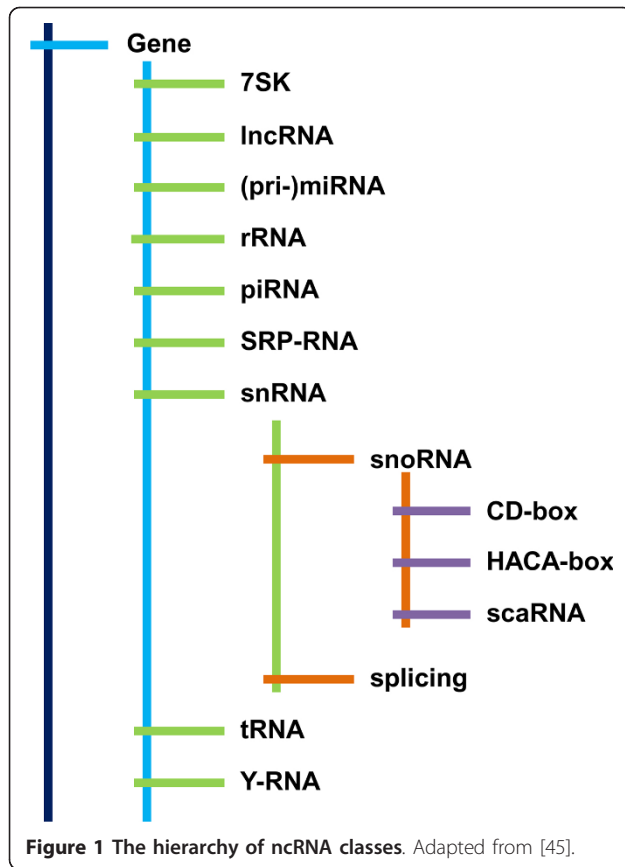 Gene
7SK
lncRNA
(pri-)miRNA
rRNA
piRNA
SRP-RNA
snRNA
snoRNA
CD-box
HACA-box
scaRNA
splicing
tRNA
Y-RNA
Figure 1 The hierarchy of ncRNA classes. Adapted from [45].